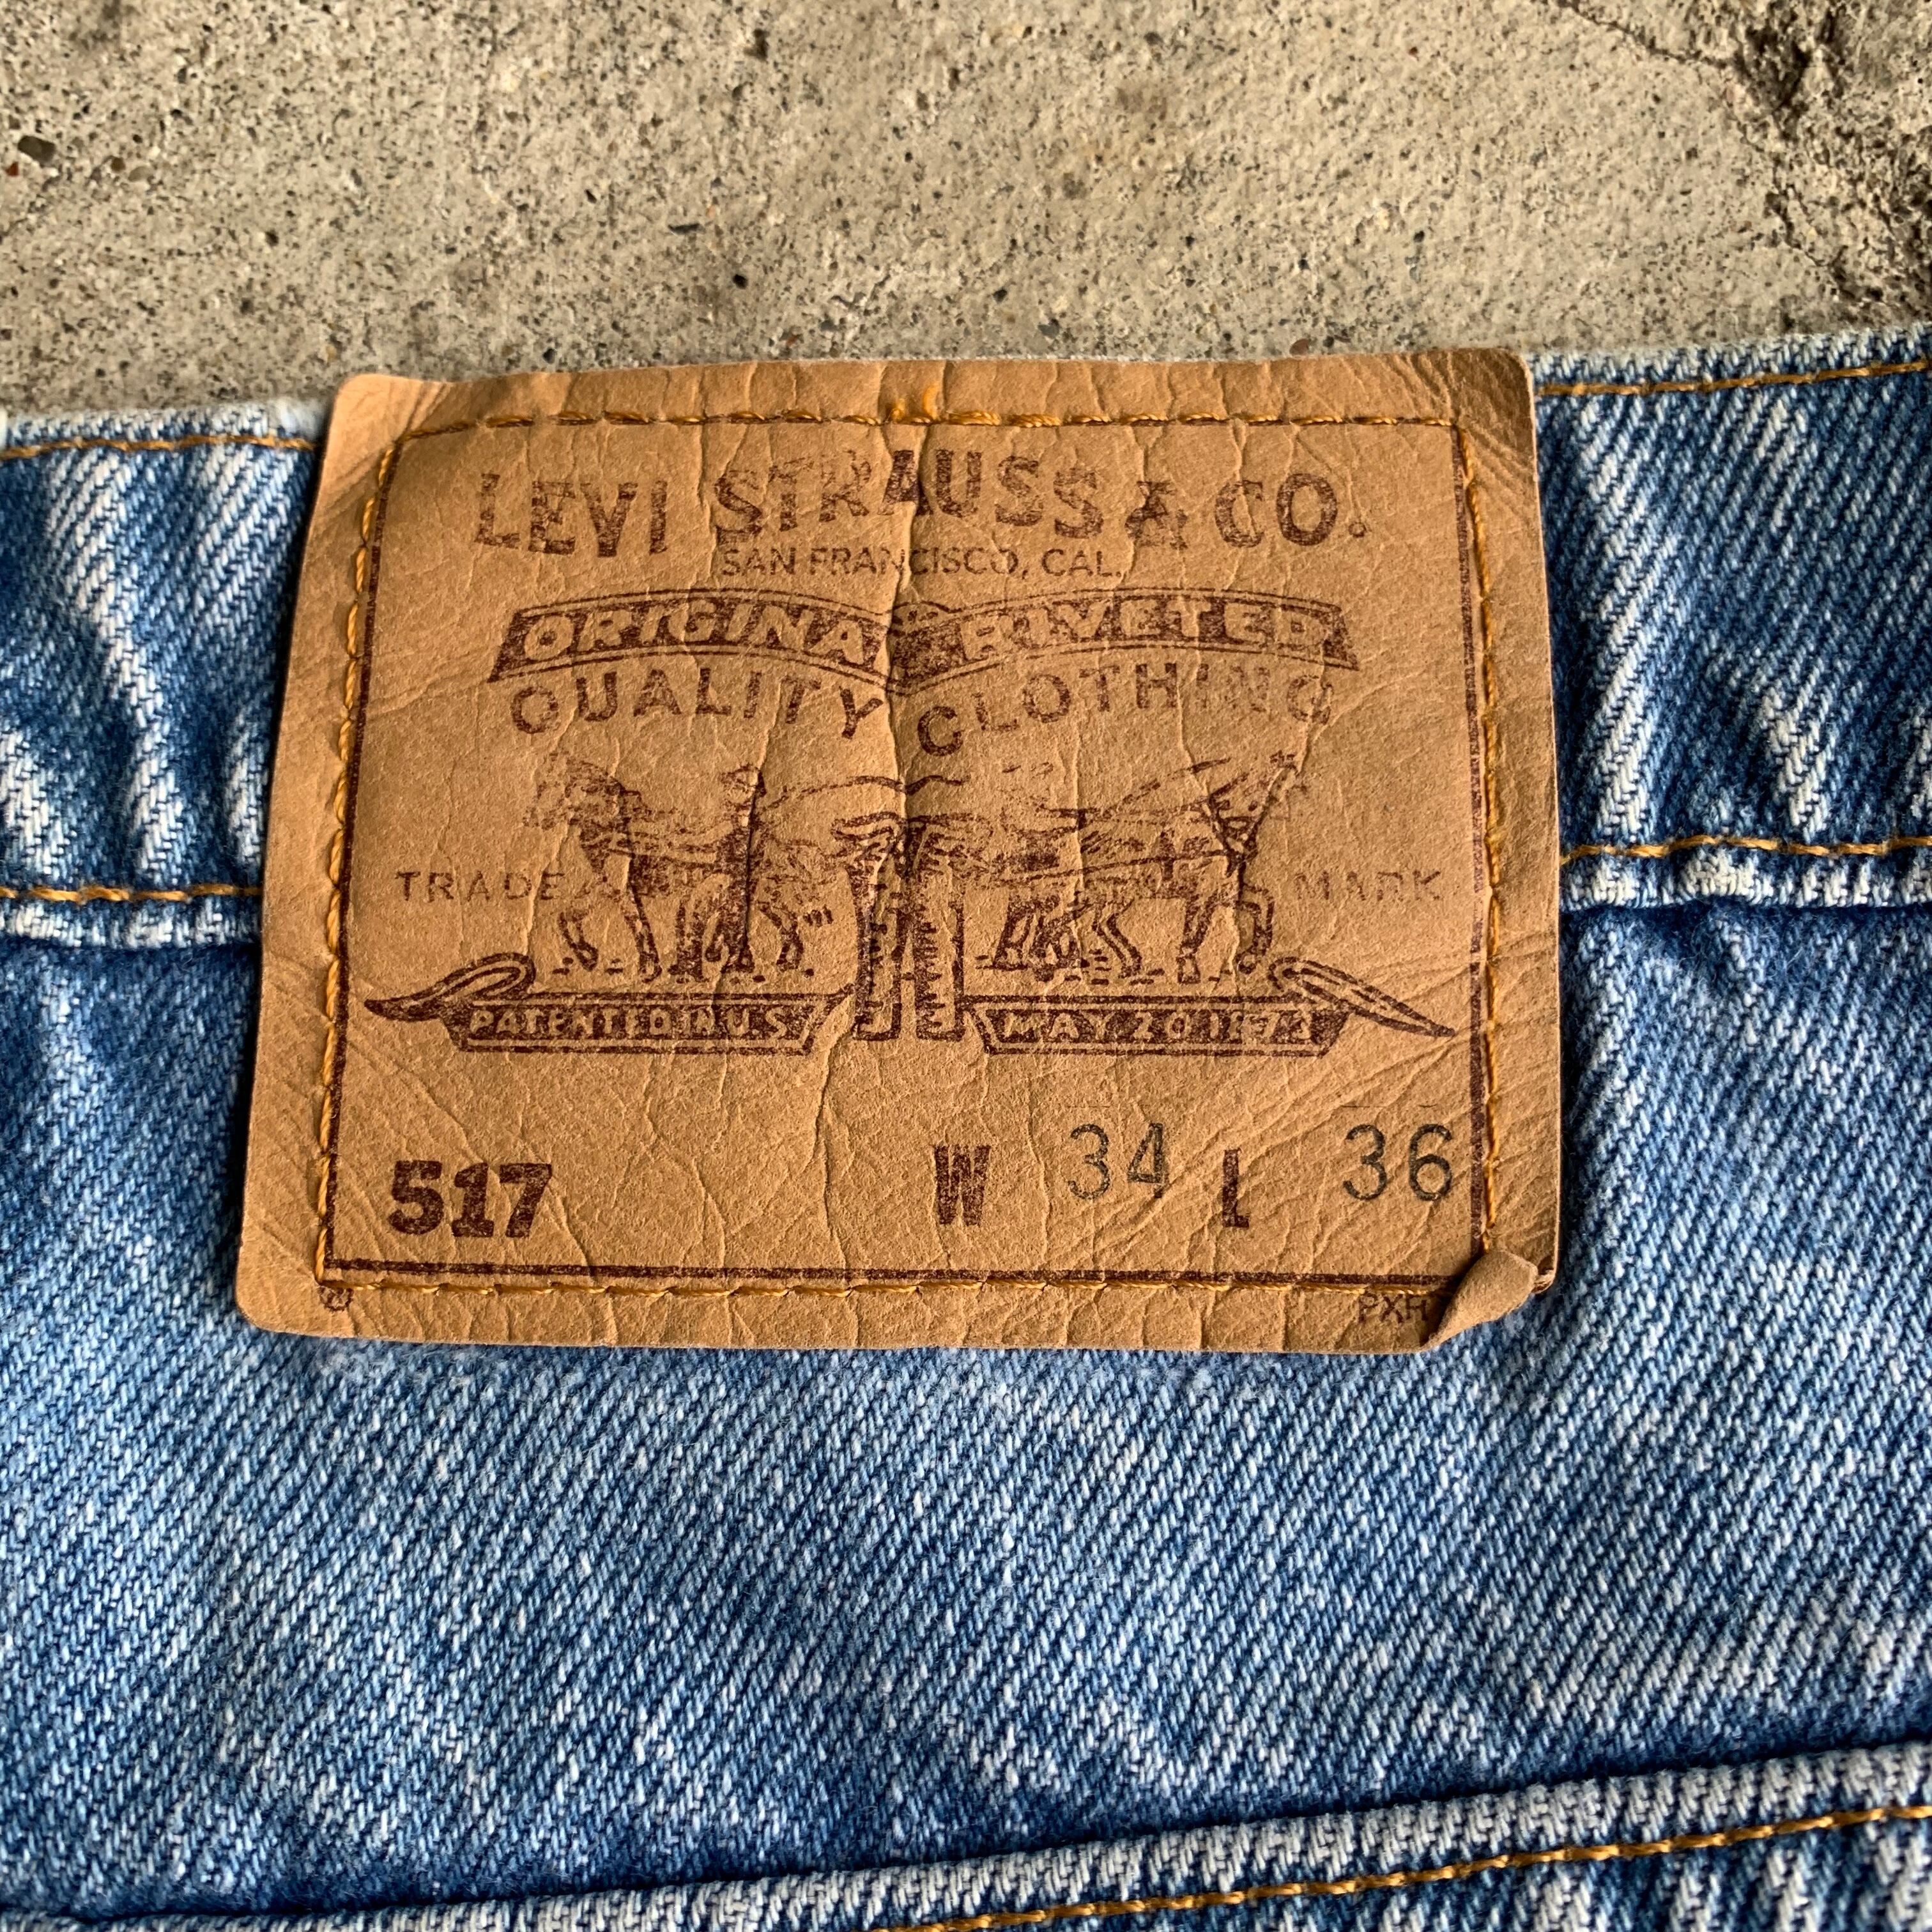 LEVI STRAUSS & CO.
SAN FRANCISCO, CAL.
ORIGINAL RIVETED
QUALITY CLOTHING
TRADE MARK
PATENTED IN U.S. MAY 20 1873
517 W 34 L 36
®